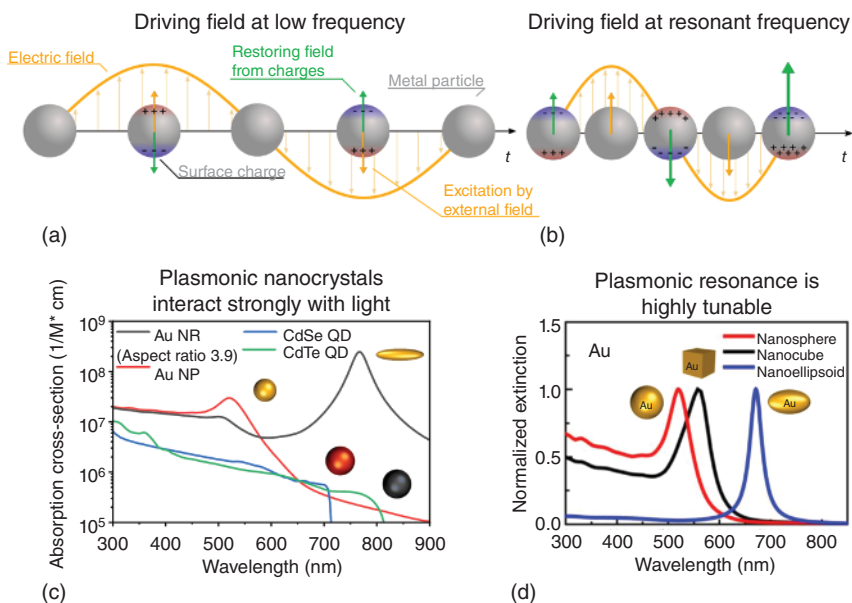 Driving field at low frequency
Electric field
Restoring field
from charges
Metal particle
+++
- - -
- - -
+++
Surface charge
Excitation by
external field
t
(a)
Driving field at resonant frequency
- - -
+++
++++
- - - -
- - - -
- - - -
++++
++++
t
(b)
Plasmonic nanocrystals
interact strongly with light
Absorption cross-section (1/M* cm)
10⁹
10⁸
10⁷
10⁶
10⁵
Au NR
(Aspect ratio 3.9)
Au NP
CdSe QD
CdTe QD
300 400 500 600 700 800 900
Wavelength (nm)
(c)
Plasmonic resonance is
highly tunable
Normalized extinction
1.5
1.0
0.5
0.0
Au
Nanosphere
Nanocube
Nanoellipsoid
Au
Au
Au
300 400 500 600 700 800
Wavelength (nm)
(d)